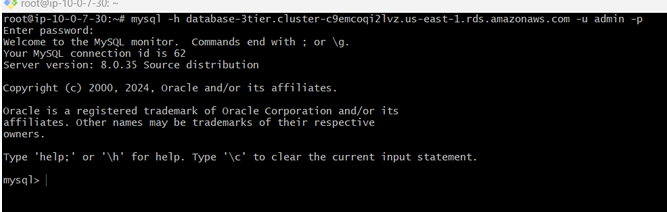 root@ip-10-0-7-30: ~
root@ip-10-0-7-30:~# mysql -h database-3tier.cluster-c9emcoqi2lvz.us-east-1.rds.amazonaws.com -u admin -p
Enter password:
Welcome to the MySQL monitor.  Commands end with ; or \g.
Your MySQL connection id is 62
Server version: 8.0.35 Source distribution
Copyright (c) 2000, 2024, Oracle and/or its affiliates.
Oracle is a registered trademark of Oracle Corporation and/or its
affiliates. Other names may be trademarks of their respective
owners.
Type 'help;' or '\h' for help. Type '\c' to clear the current input statement.
mysql>